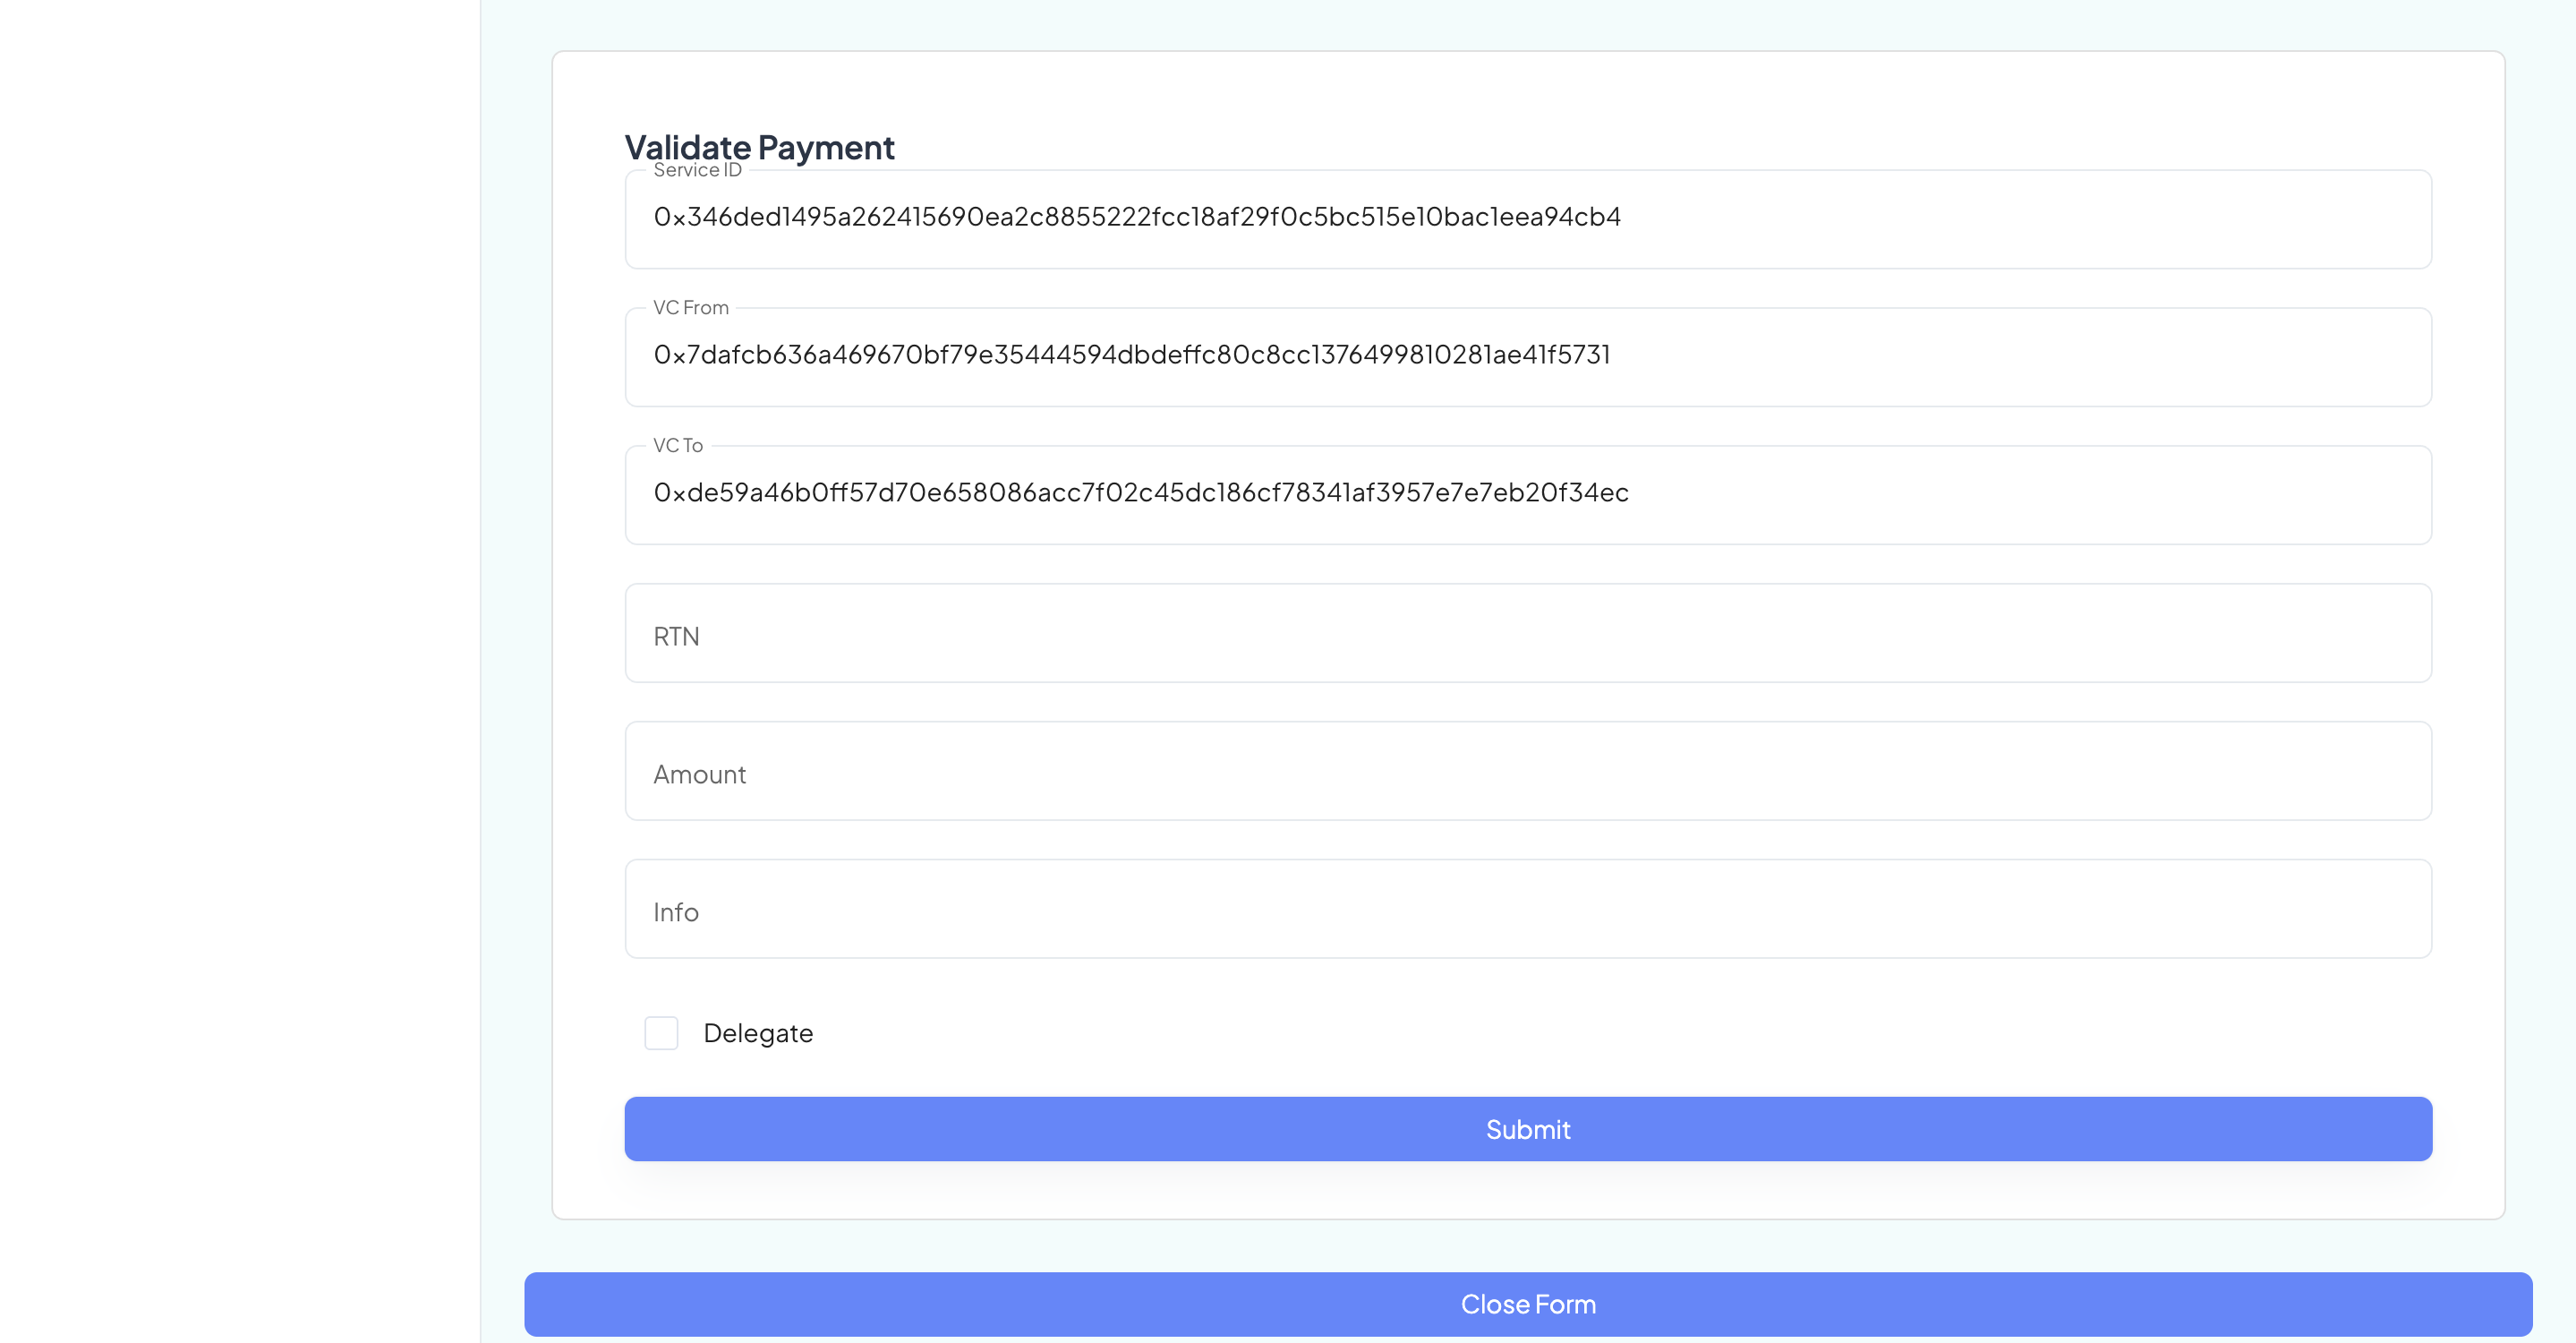 Validate Payment
Service ID
0x346ded1495a262415690ea2c8855222fcc18af29f0c5bc515e10bac1eea94cb4
VC From
0x7dafcb636a469670bf79e35444594dbdeffc80c8cc1376499810281ae41f5731
VC To
0xde59a46b0ff57d70e658086acc7f02c45dc186cf78341af3957e7e7eb20f34ec
RTN
Amount
Info
Delegate
Submit
Close Form